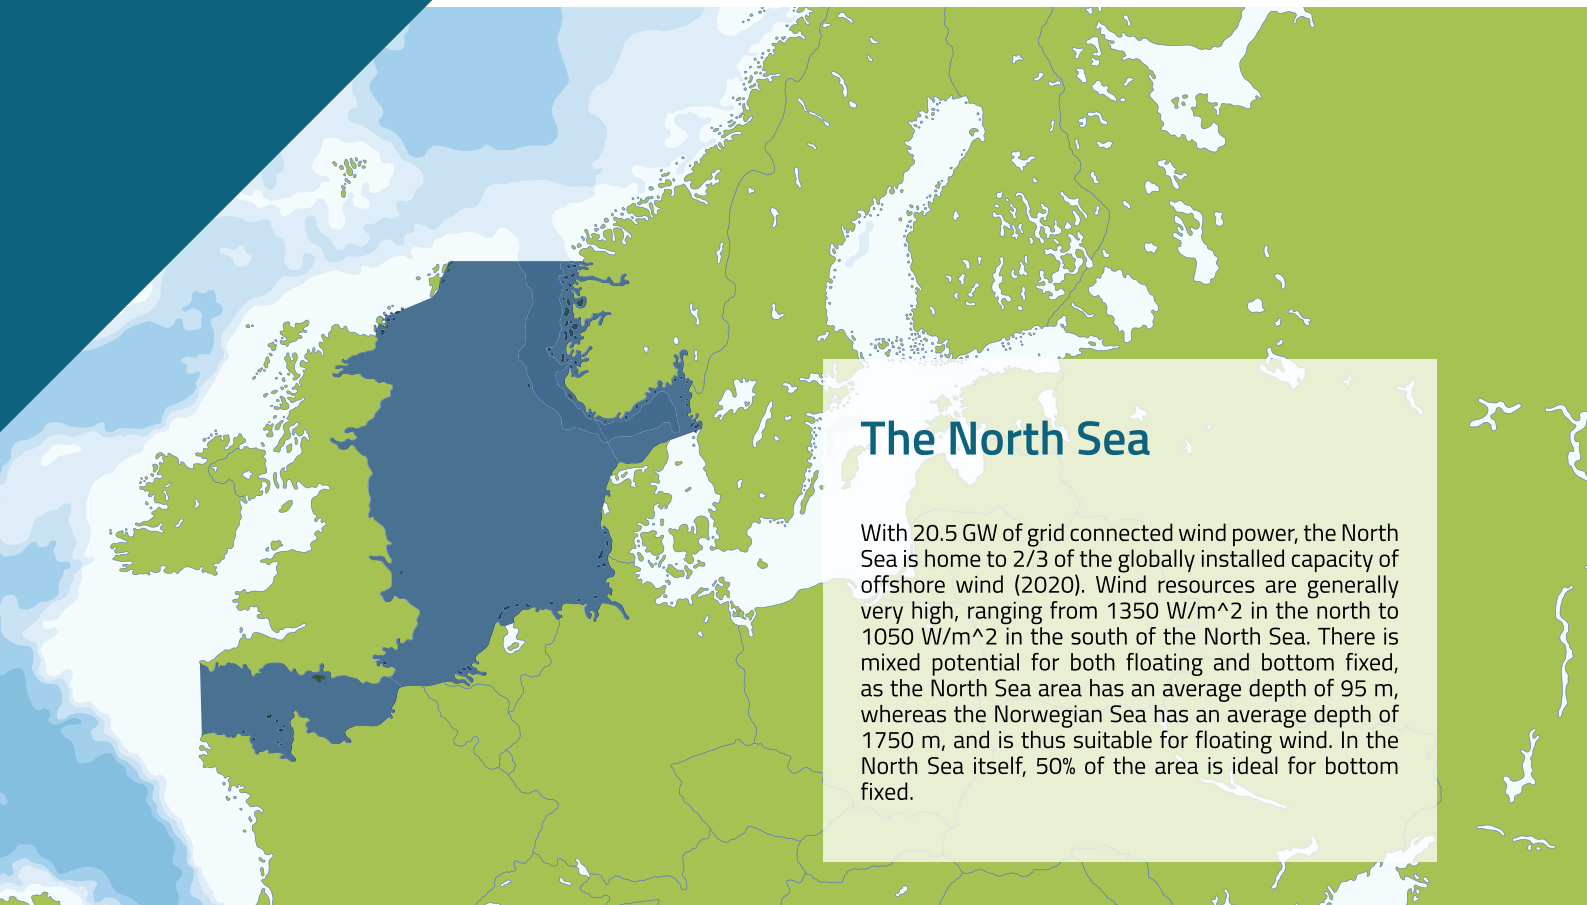 The North Sea
With 20.5 GW of grid connected wind power, the North
Sea is home to 2/3 of the globally installed capacity of
offshore wind (2020). Wind resources are generally
very high, ranging from 1350 W/m^2 in the north to
1050 W/m^2 in the south of the North Sea. There is
mixed potential for both floating and bottom fixed,
as the North Sea area has an average depth of 95 m,
whereas the Norwegian Sea has an average depth of
1750 m, and is thus suitable for floating wind. In the
North Sea itself, 50% of the area is ideal for bottom
fixed.